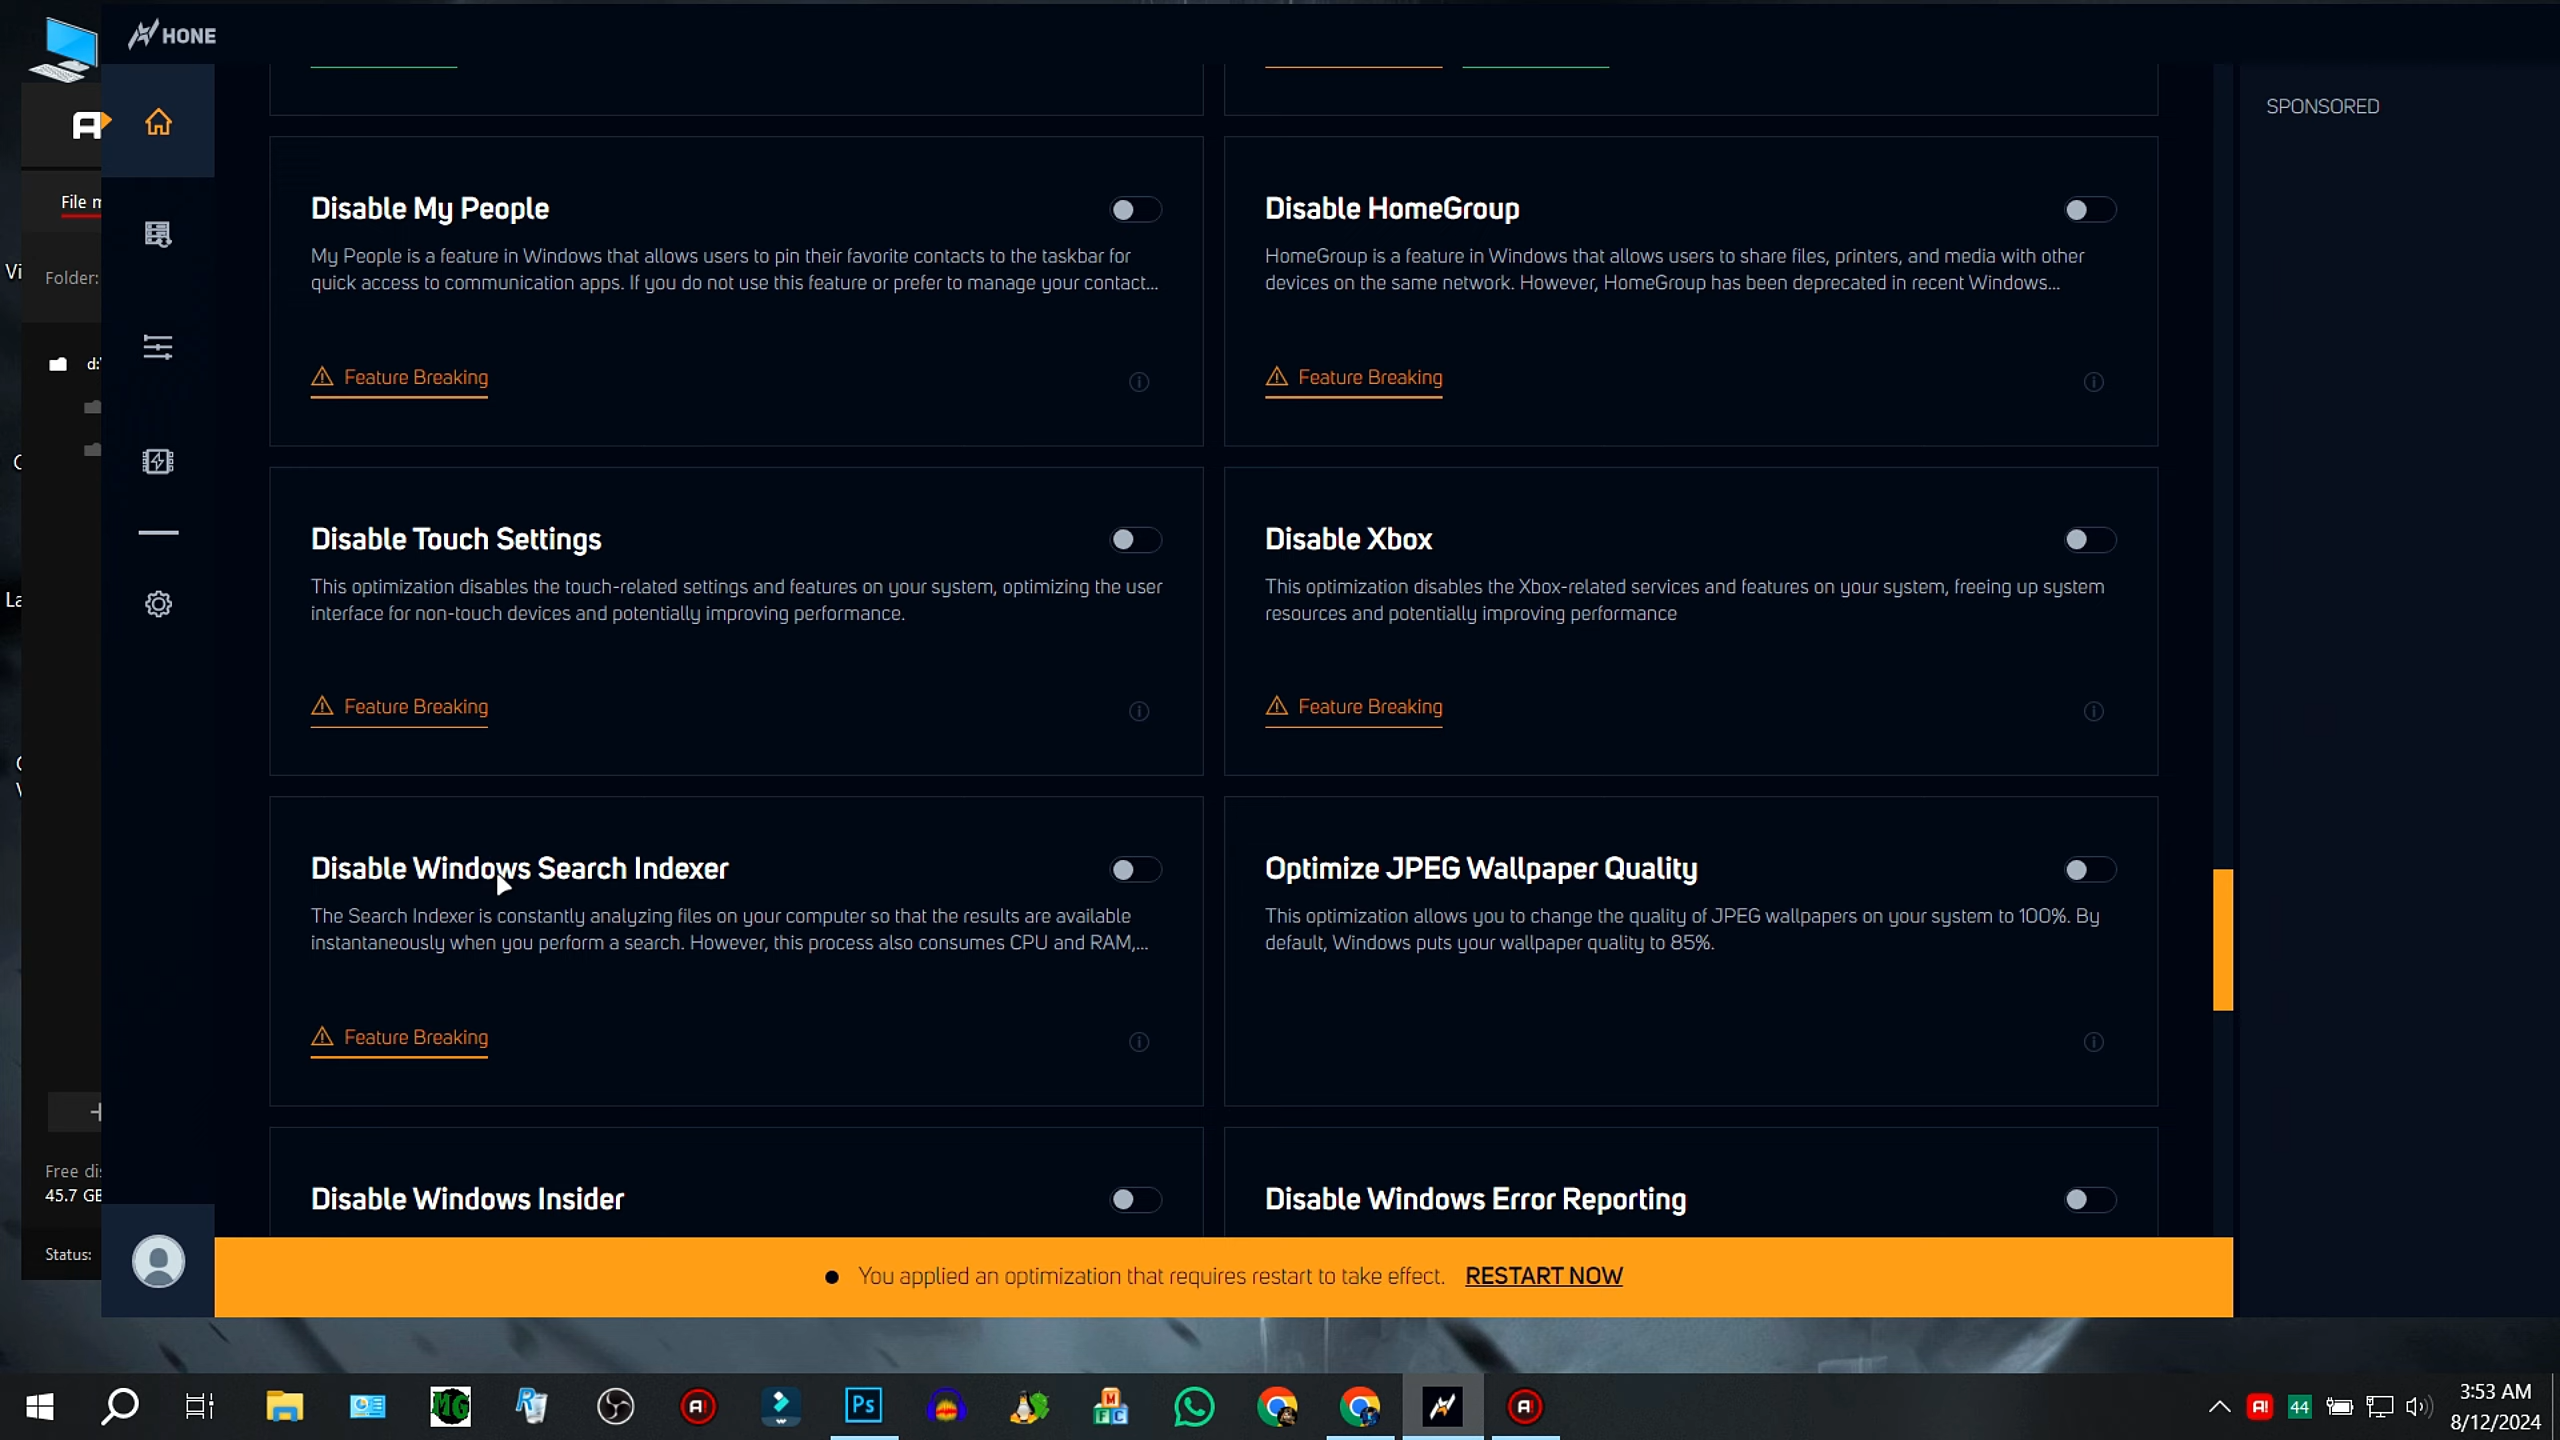 HONE
SPONSORED
File m
Vi
Folder:
d:\
C
La
C
V
Free dis
45.7 GB
Status:
Disable My People
My People is a feature in Windows that allows users to pin their favorite contacts to the taskbar for
quick access to communication apps. If you do not use this feature or prefer to manage your contact...
Feature Breaking
Disable HomeGroup
HomeGroup is a feature in Windows that allows users to share files, printers, and media with other
devices on the same network. However, HomeGroup has been deprecated in recent Windows...
Feature Breaking
Disable Touch Settings
This optimization disables the touch-related settings and features on your system, optimizing the user
interface for non-touch devices and potentially improving performance.
Feature Breaking
Disable Xbox
This optimization disables the Xbox-related services and features on your system, freeing up system
resources and potentially improving performance
Feature Breaking
Disable Windows Search Indexer
The Search Indexer is constantly analyzing files on your computer so that the results are available
instantaneously when you perform a search. However, this process also consumes CPU and RAM,...
Feature Breaking
Optimize JPEG Wallpaper Quality
This optimization allows you to change the quality of JPEG wallpapers on your system to 100%. By
default, Windows puts your wallpaper quality to 85%.
Disable Windows Insider
Disable Windows Error Reporting
You applied an optimization that requires restart to take effect. RESTART NOW
MG
A!
Ps
M
F C
A!
A!
44
3:53 AM
8/12/2024